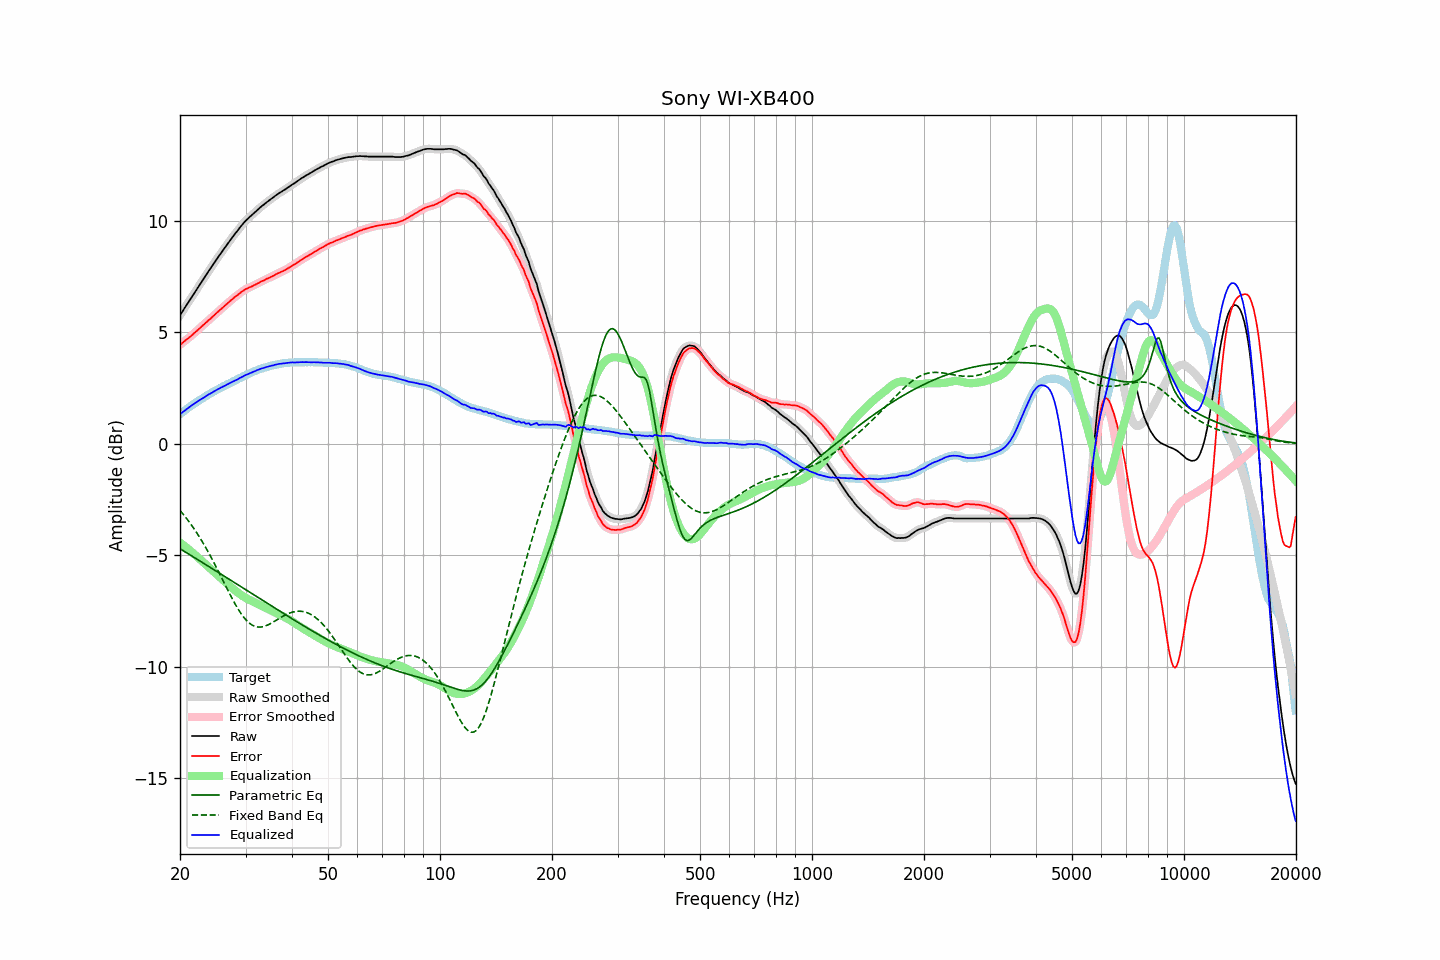 Sony WI-XB400
Amplitude (dBr)
10
5
0
−5
−10
−15
Target
Raw Smoothed
Error Smoothed
Raw
Error
Equalization
Parametric Eq
Fixed Band Eq
Equalized
20 50 100 200 500 1000 2000 5000 10000 20000
Frequency (Hz)